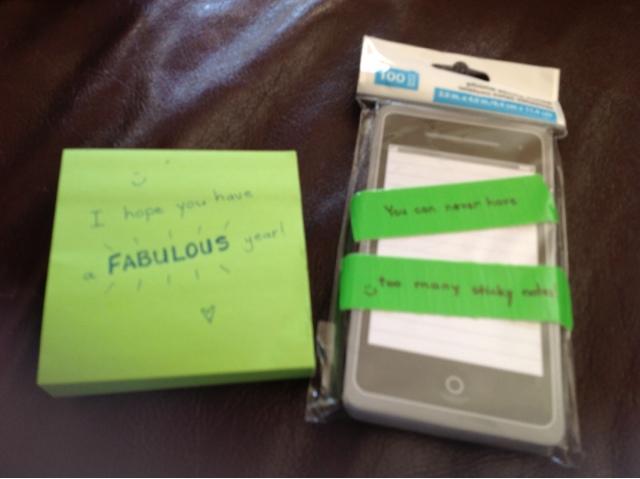 I hope you have
a FABULOUS year!
100
You can never have
too many sticky notes